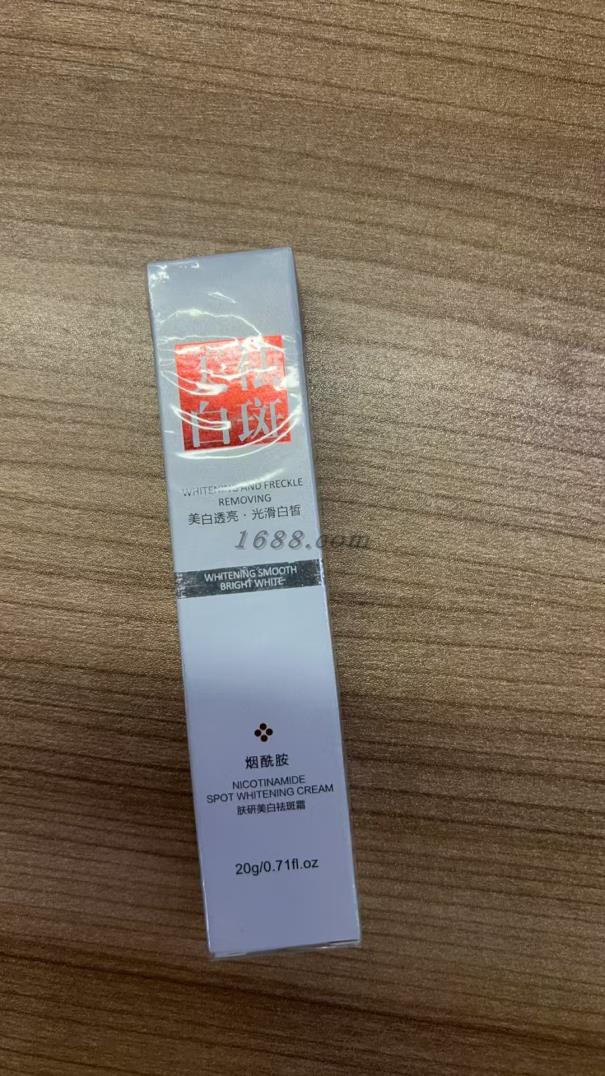 祛
白斑
WHITENING AND FRECKLE
REMOVING
美白透亮·光滑白皙
1688.com
WHITENING SMOOTH
BRIGHT WHITE
烟酰胺
NICOTINAMIDE
SPOT WHITENING CREAM
肤研美白祛斑霜
20g/0.71fl.oz